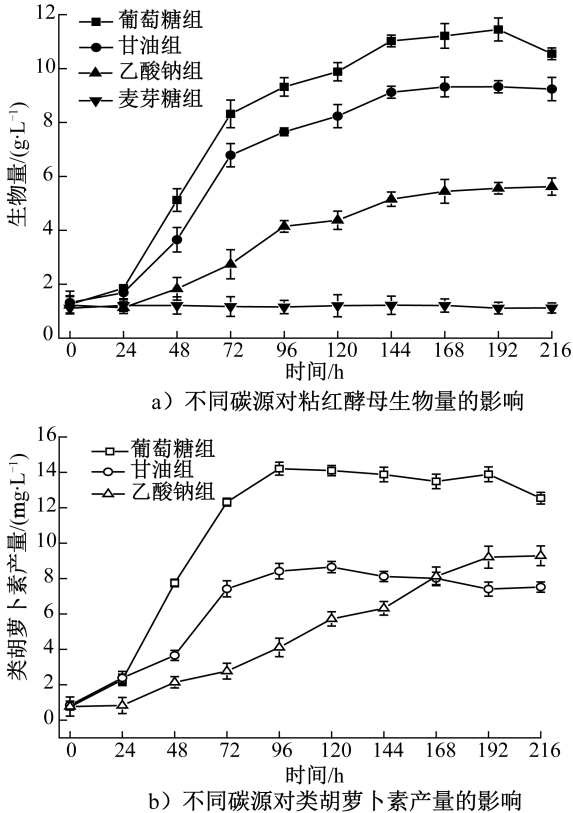 12
10
8
6
4
2
0
生物量/(g·L⁻¹)
葡萄糖组
甘油组
乙酸钠组
麦芽糖组
0 24 48 72 96 120 144 168 192 216
时间/h
a）不同碳源对粘红酵母生物量的影响
16
14
12
10
8
6
4
2
0
类胡萝卜素产量/(mg·L⁻¹)
葡萄糖组
甘油组
乙酸钠组
0 24 48 72 96 120 144 168 192 216
时间/h
b）不同碳源对类胡萝卜素产量的影响